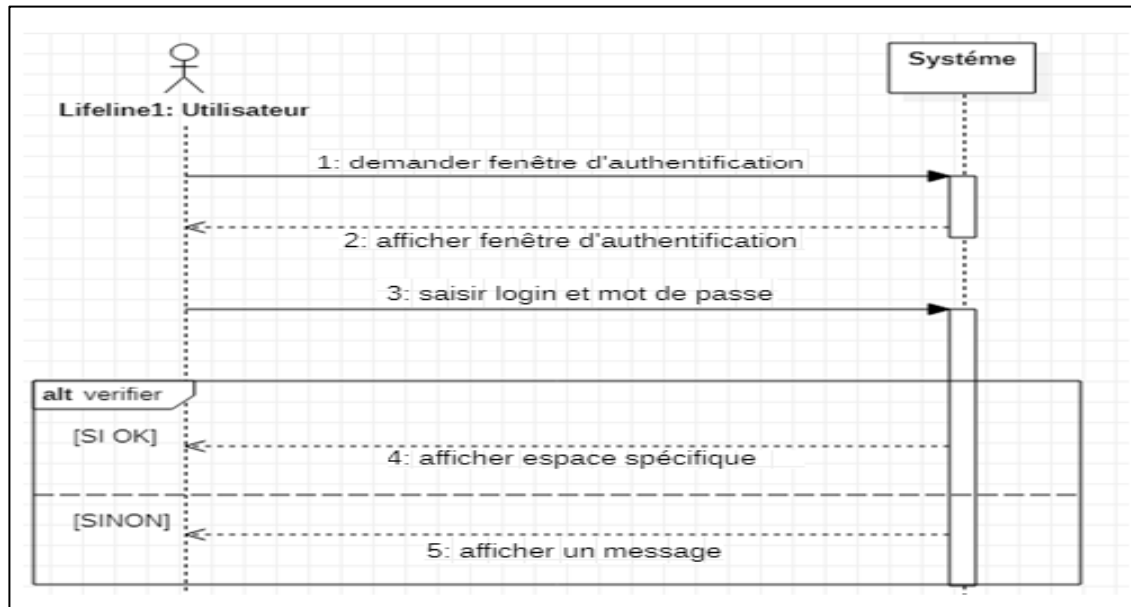 Systéme
Lifeline1: Utilisateur
1: demander fenêtre d'authentification
2: afficher fenêtre d'authentification
3: saisir login et mot de passe
alt verifier
[SI OK]
4: afficher espace spécifique
[SINON]
5: afficher un message